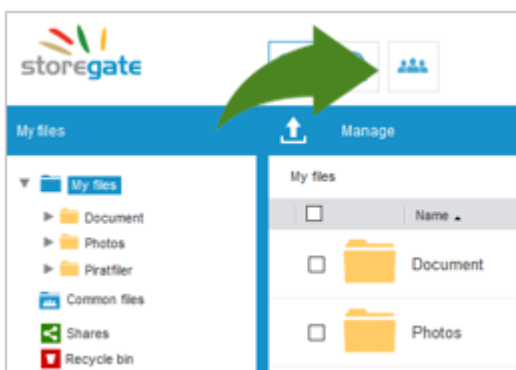 storegate
My files
Manage
My files
Document
Photos
Piratfiler
Common files
Shares
Recycle bin
My files
Name
Document
Photos